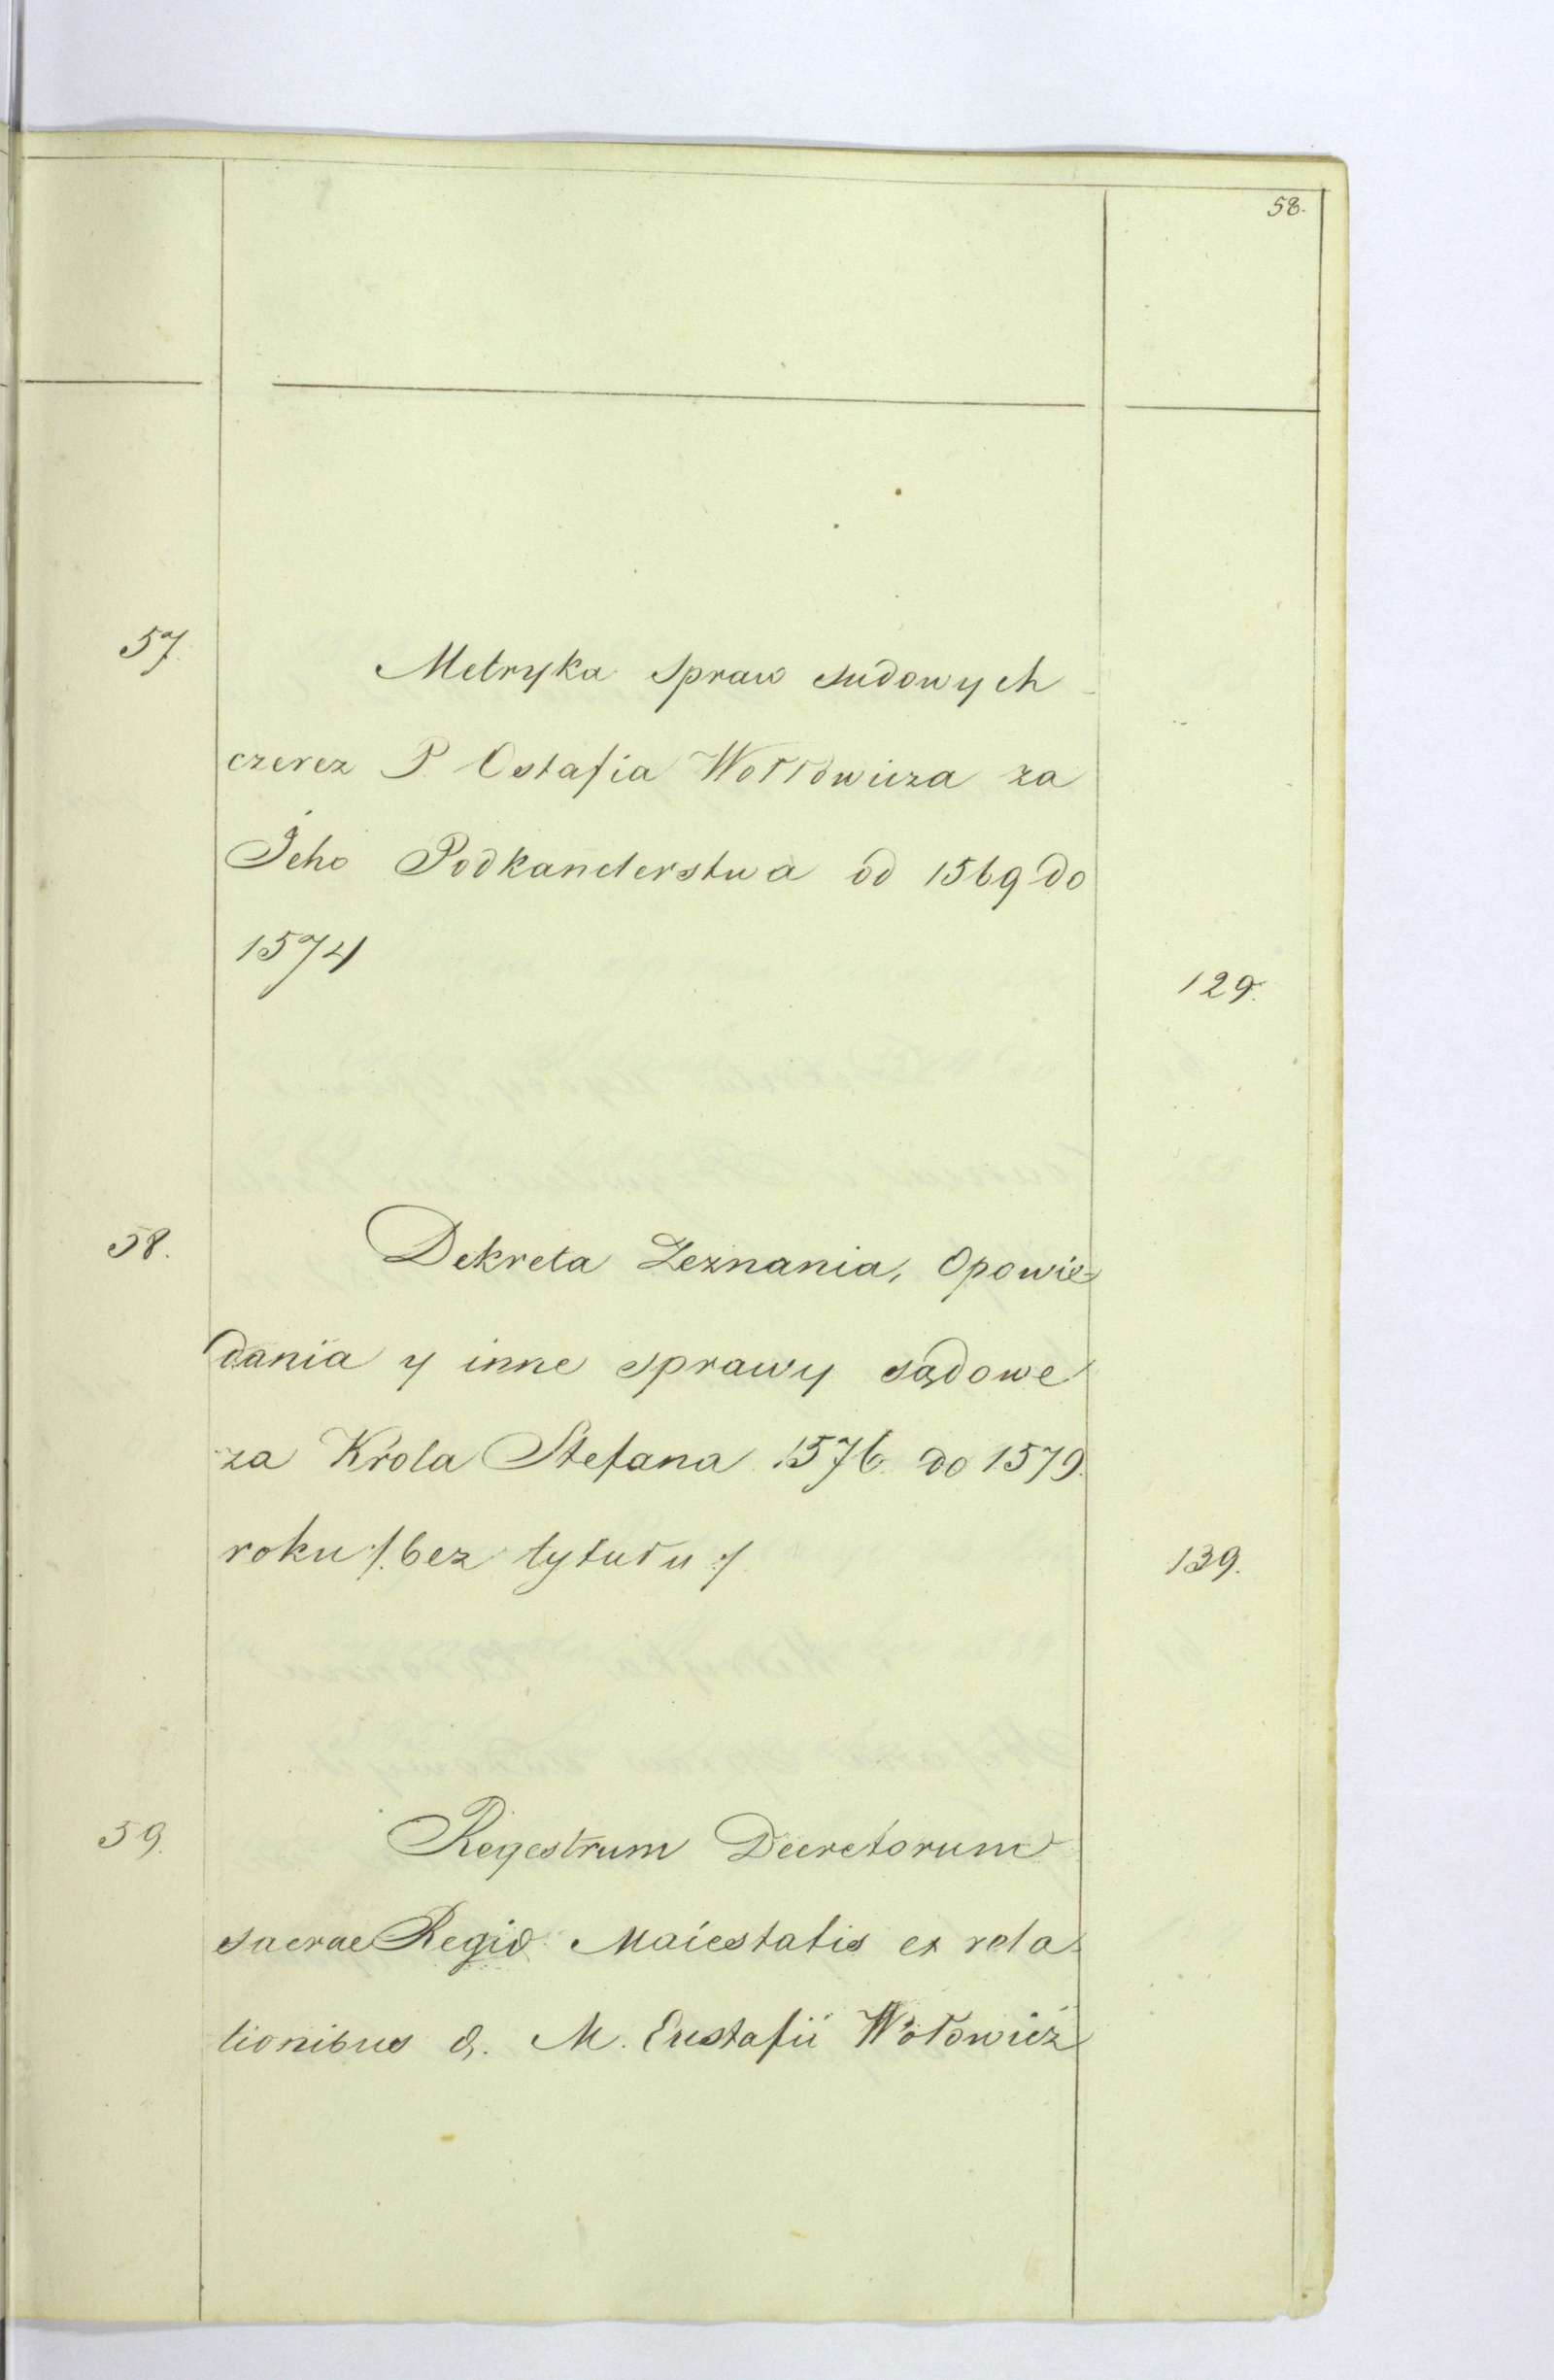 58.
57.
Metryka spraw sudowych
czerez P. Ostafia Wołłowicza za
Jeho Podkanclerstwa od 1569 do
1574
129.
58.
Dekreta Zeznania, Opowie=
dania y inne sprawy sądowe
za Krola Stefana 1576. do 1579.
roku /. bez tytułu ./
139.
59.
Regestrum Decretorum
sacrae Regiae Maiestatis ex rela=
tionibus M. Eustafii Wołowicz